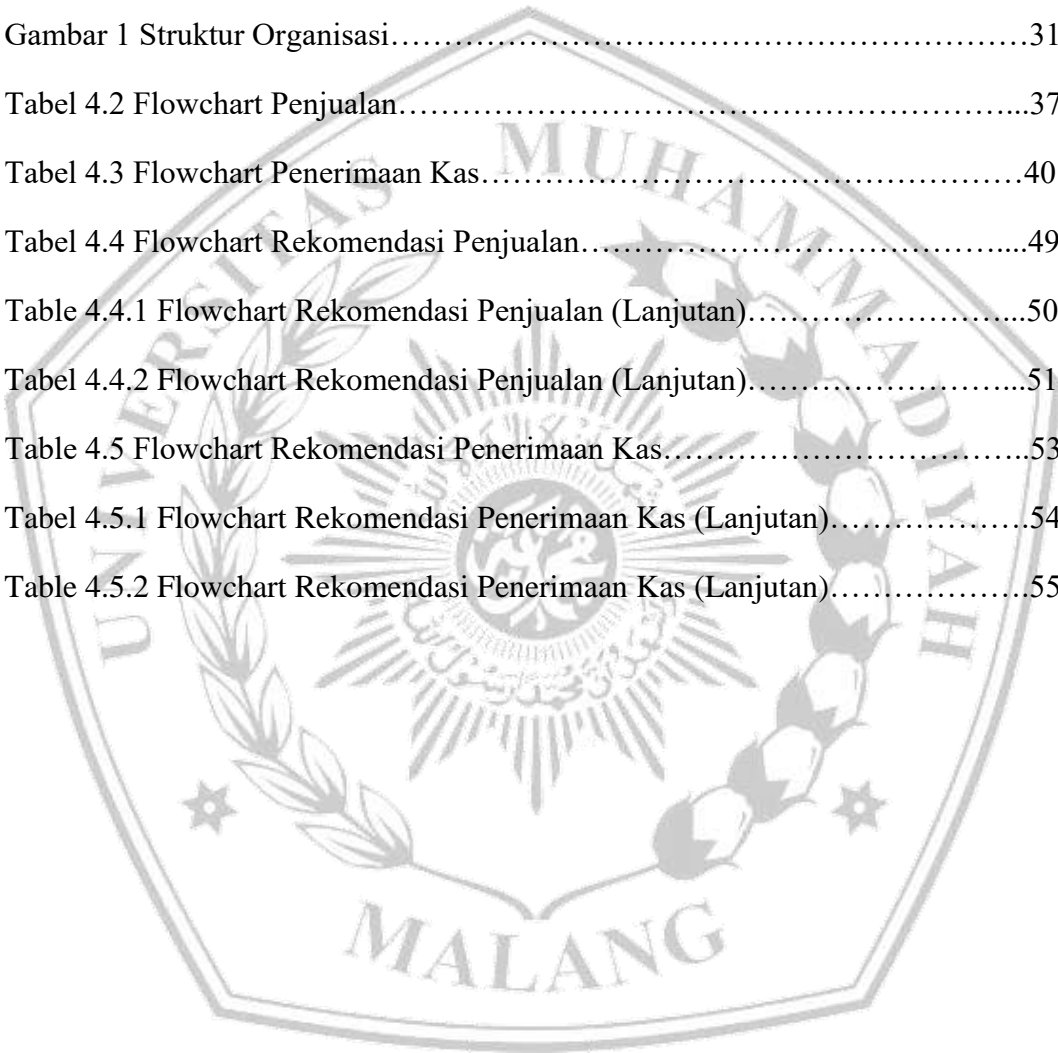 Gambar 1 Struktur Organisasi…………………………………………………………31
Tabel 4.2 Flowchart Penjualan………………………………………………………...37
Tabel 4.3 Flowchart Penerimaan Kas…………………………………………………40
Tabel 4.4 Flowchart Rekomendasi Penjualan……………………………………....49
Table 4.4.1 Flowchart Rekomendasi Penjualan (Lanjutan)………………………...50
Tabel 4.4.2 Flowchart Rekomendasi Penjualan (Lanjutan)………………………...51
Table 4.5 Flowchart Rekomendasi Penerimaan Kas………………………………..53
Tabel 4.5.1 Flowchart Rekomendasi Penerimaan Kas (Lanjutan)…………………54
Table 4.5.2 Flowchart Rekomendasi Penerimaan Kas (Lanjutan)……………….55
UNIVERSITAS MUHAMMADIYAH
MALANG